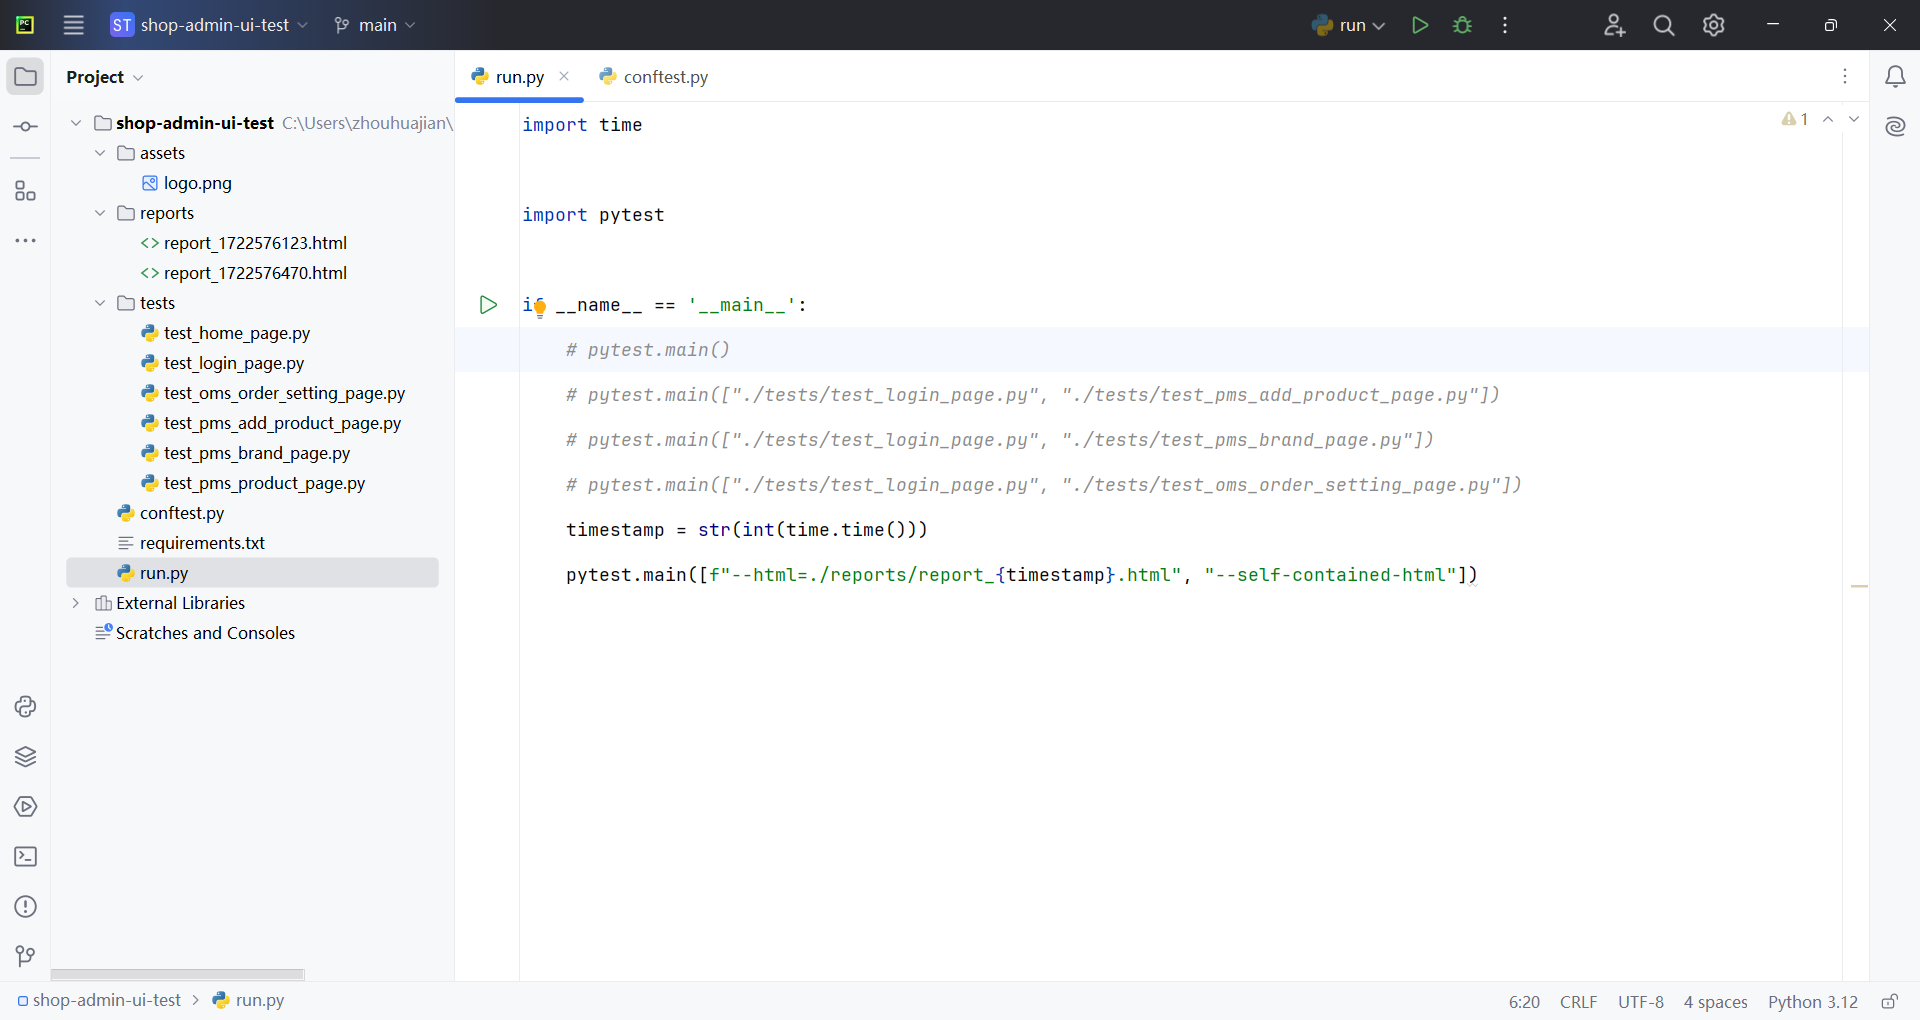 ST shop-admin-ui-test main run
Project
run.py conftest.py
shop-admin-ui-test C:\Users\zhouhuajian\
assets
logo.png
reports
report_1722576123.html
report_1722576470.html
tests
test_home_page.py
test_login_page.py
test_oms_order_setting_page.py
test_pms_add_product_page.py
test_pms_brand_page.py
test_pms_product_page.py
conftest.py
requirements.txt
run.py
External Libraries
Scratches and Consoles
1
import time
import pytest
if __name__ == '__main__':
# pytest.main()
# pytest.main(["./tests/test_login_page.py", "./tests/test_pms_add_product_page.py"])
# pytest.main(["./tests/test_login_page.py", "./tests/test_pms_brand_page.py"])
# pytest.main(["./tests/test_login_page.py", "./tests/test_oms_order_setting_page.py"])
timestamp = str(int(time.time()))
pytest.main([f"--html=./reports/report_{timestamp}.html", "--self-contained-html"])
shop-admin-ui-test > run.py
6:20 CRLF UTF-8 4 spaces Python 3.12